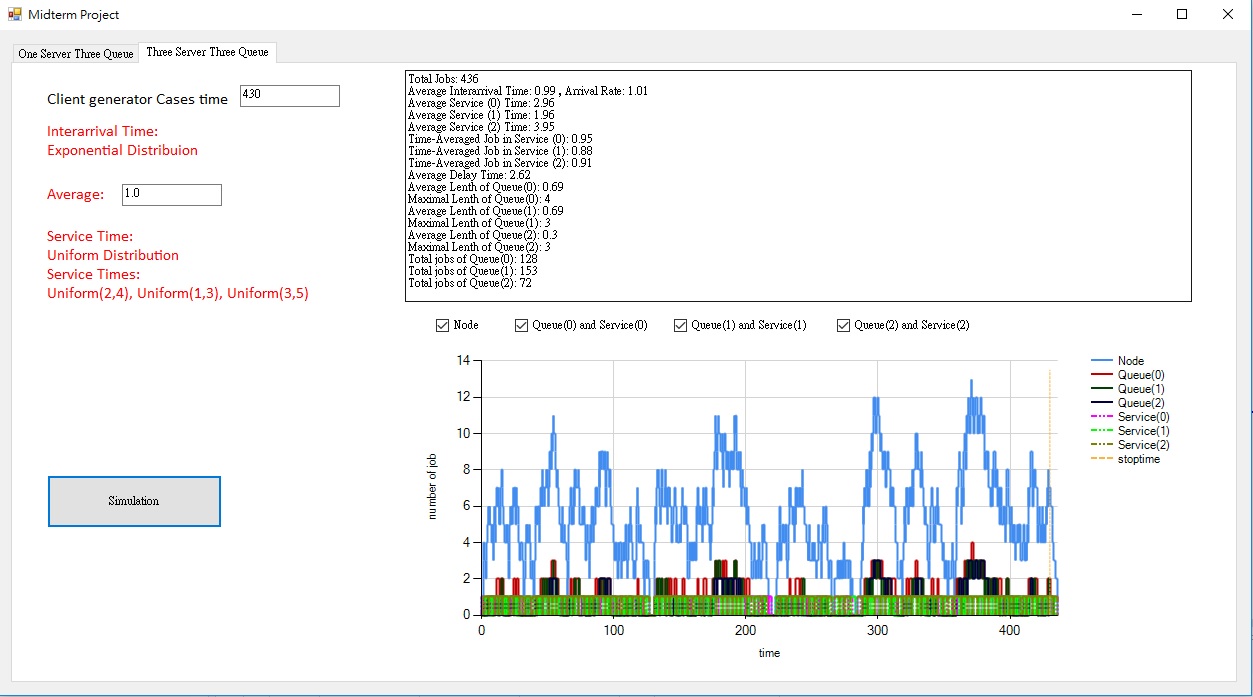 Midterm Project
One Server Three Queue
Three Server Three Queue
Client generator Cases time
430
Interarrival Time:
Exponential Distribuion
Average:
1.0
Service Time:
Uniform Distribution
Service Times:
Uniform(2,4), Uniform(1,3), Uniform(3,5)
Simulation
Total Jobs: 436
Average Interarrival Time: 0.99 , Arrival Rate: 1.01
Average Service (0) Time: 2.96
Average Service (1) Time: 1.96
Average Service (2) Time: 3.95
Time-Averaged Job in Service (0): 0.95
Time-Averaged Job in Service (1): 0.88
Time-Averaged Job in Service (2): 0.91
Average Delay Time: 2.62
Average Lenth of Queue(0): 0.69
Maximal Lenth of Queue(0): 4
Average Lenth of Queue(1): 0.69
Maximal Lenth of Queue(1): 3
Average Lenth of Queue(2): 0.3
Maximal Lenth of Queue(2): 3
Total jobs of Queue(0): 128
Total jobs of Queue(1): 153
Total jobs of Queue(2): 72
Node
Queue(0) and Service(0)
Queue(1) and Service(1)
Queue(2) and Service(2)
number of job
14
12
10
8
6
4
2
0
0
100
200
300
400
time
Node
Queue(0)
Queue(1)
Queue(2)
Service(0)
Service(1)
Service(2)
stoptime